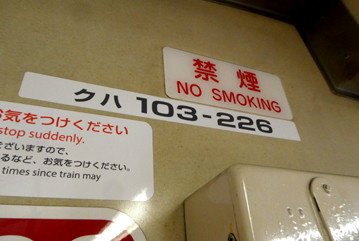 禁煙
NO SMOKING
クハ 103-226
お気をつけください
stop suddenly.
ございますので、
るなど、お気をつけください。
times since train may